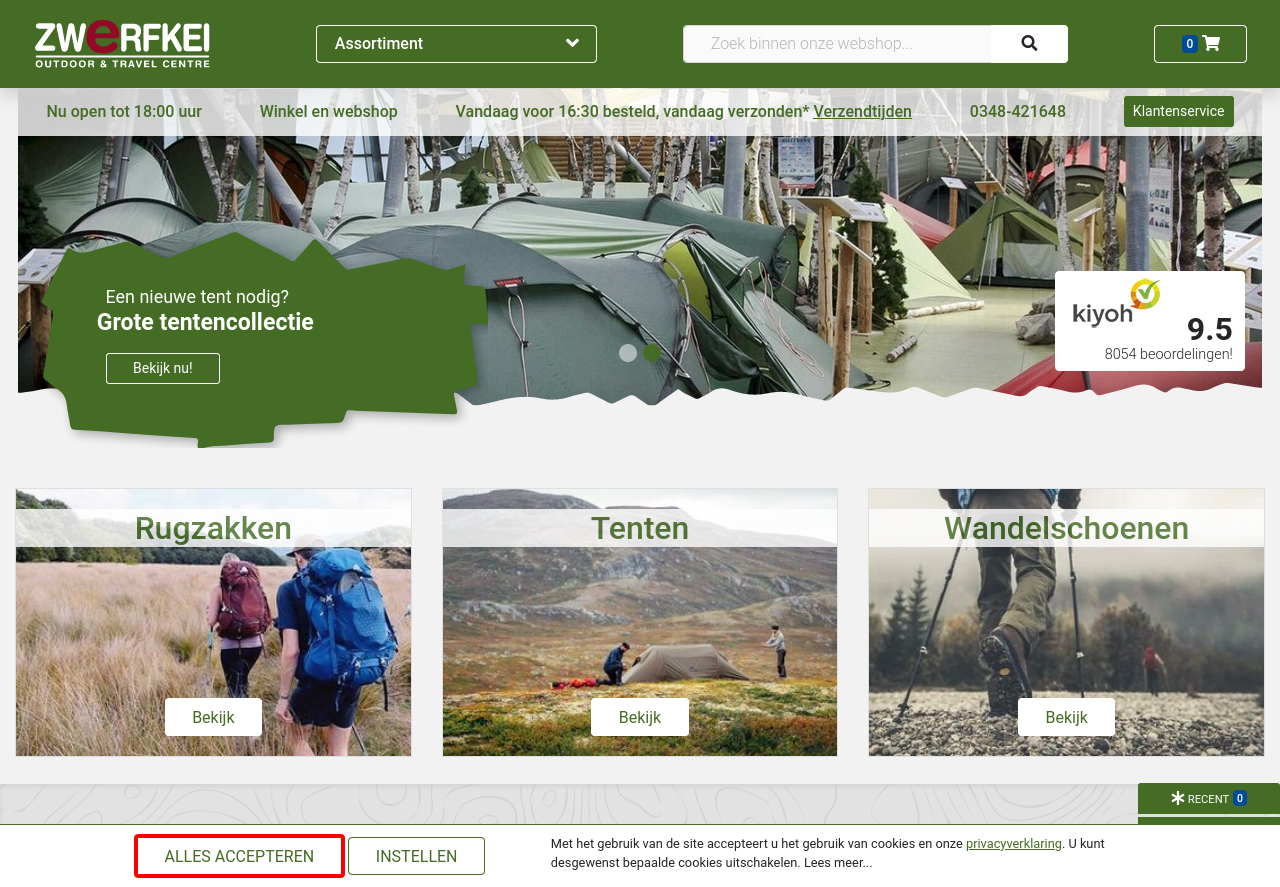 ZWERFKEI
OUTDOOR & TRAVEL CENTRE
Assortiment
Zoek binnen onze webshop...
0
Nu open tot 18:00 uur
Winkel en webshop
Vandaag voor 16:30 besteld, vandaag verzonden* Verzendtijden
0348-421648
Klantenservice
Een nieuwe tent nodig?
Grote tentencollectie
Bekijk nu!
kiyoh
9.5
8054 beoordelingen!
Rugzakken
Bekijk
Tenten
Bekijk
Wandelschoenen
Bekijk
RECENT 0
ALLES ACCEPTEREN
INSTELLEN
Met het gebruik van de site accepteert u het gebruik van cookies en onze privacyverklaring. U kunt
desgewenst bepaalde cookies uitschakelen. Lees meer...